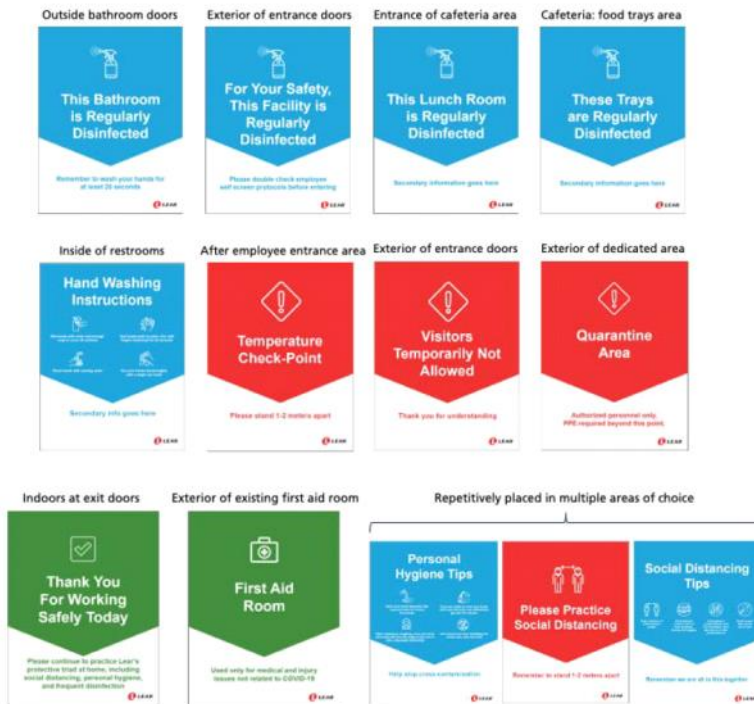 Outside bathroom doors
This Bathroom
is Regularly
Disinfected
Remember to wash your hands for
at least 20 seconds
LEAR
Exterior of entrance doors
For Your Safety,
This Facility is
Regularly
Disinfected
Please double check employee
self screen protocols before entering
LEAR
Entrance of cafeteria area
This Lunch Room
is Regularly
Disinfected
Secondary information goes here
LEAR
Cafeteria: food trays area
These Trays
are Regularly
Disinfected
Secondary information goes here
LEAR
Inside of restrooms
Hand Washing
Instructions
Secondary info goes here
LEAR
After employee entrance area
Temperature
Check-Point
Please stand 1-2 meters apart
LEAR
Exterior of entrance doors
Visitors
Temporarily Not
Allowed
Thank you for understanding
LEAR
Exterior of dedicated area
Quarantine
Area
Authorized personnel only.
PPE required beyond this point.
LEAR
Indoors at exit doors
Thank You
For Working
Safely Today
Please continue to practice Lear's
protective triad at home, including
social distancing, personal hygiene,
and frequent disinfection
LEAR
Exterior of existing first aid room
First Aid
Room
Used only for medical and injury
issues not related to COVID-19
LEAR
Repetitively placed in multiple areas of choice
Personal
Hygiene Tips
Help stop cross contamination
LEAR
Please Practice
Social Distancing
Remember to stand 1-2 meters apart
LEAR
Social Distancing
Tips
Remember we are all in this together
LEAR